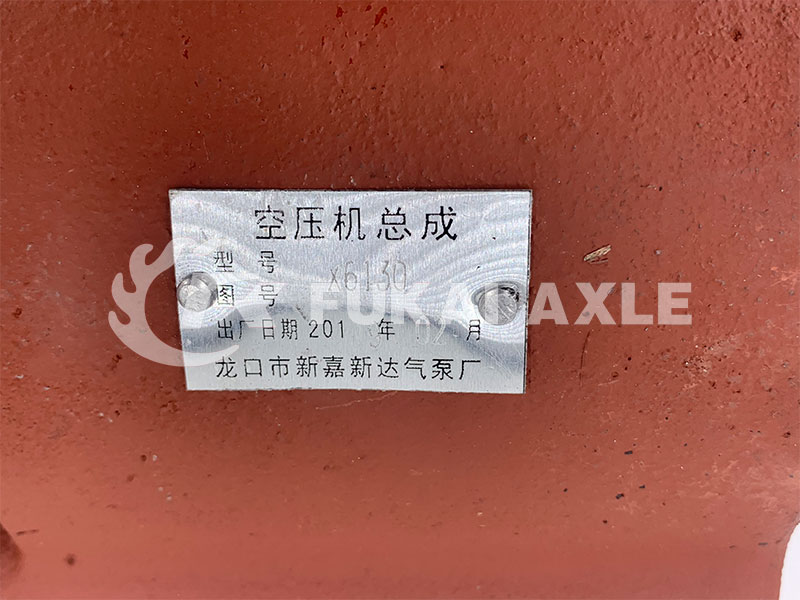 空压机总成
型号 X6130
图号
出厂日期 201 年 02 月
龙口市新嘉新达气泵厂
FUKAI AXLE